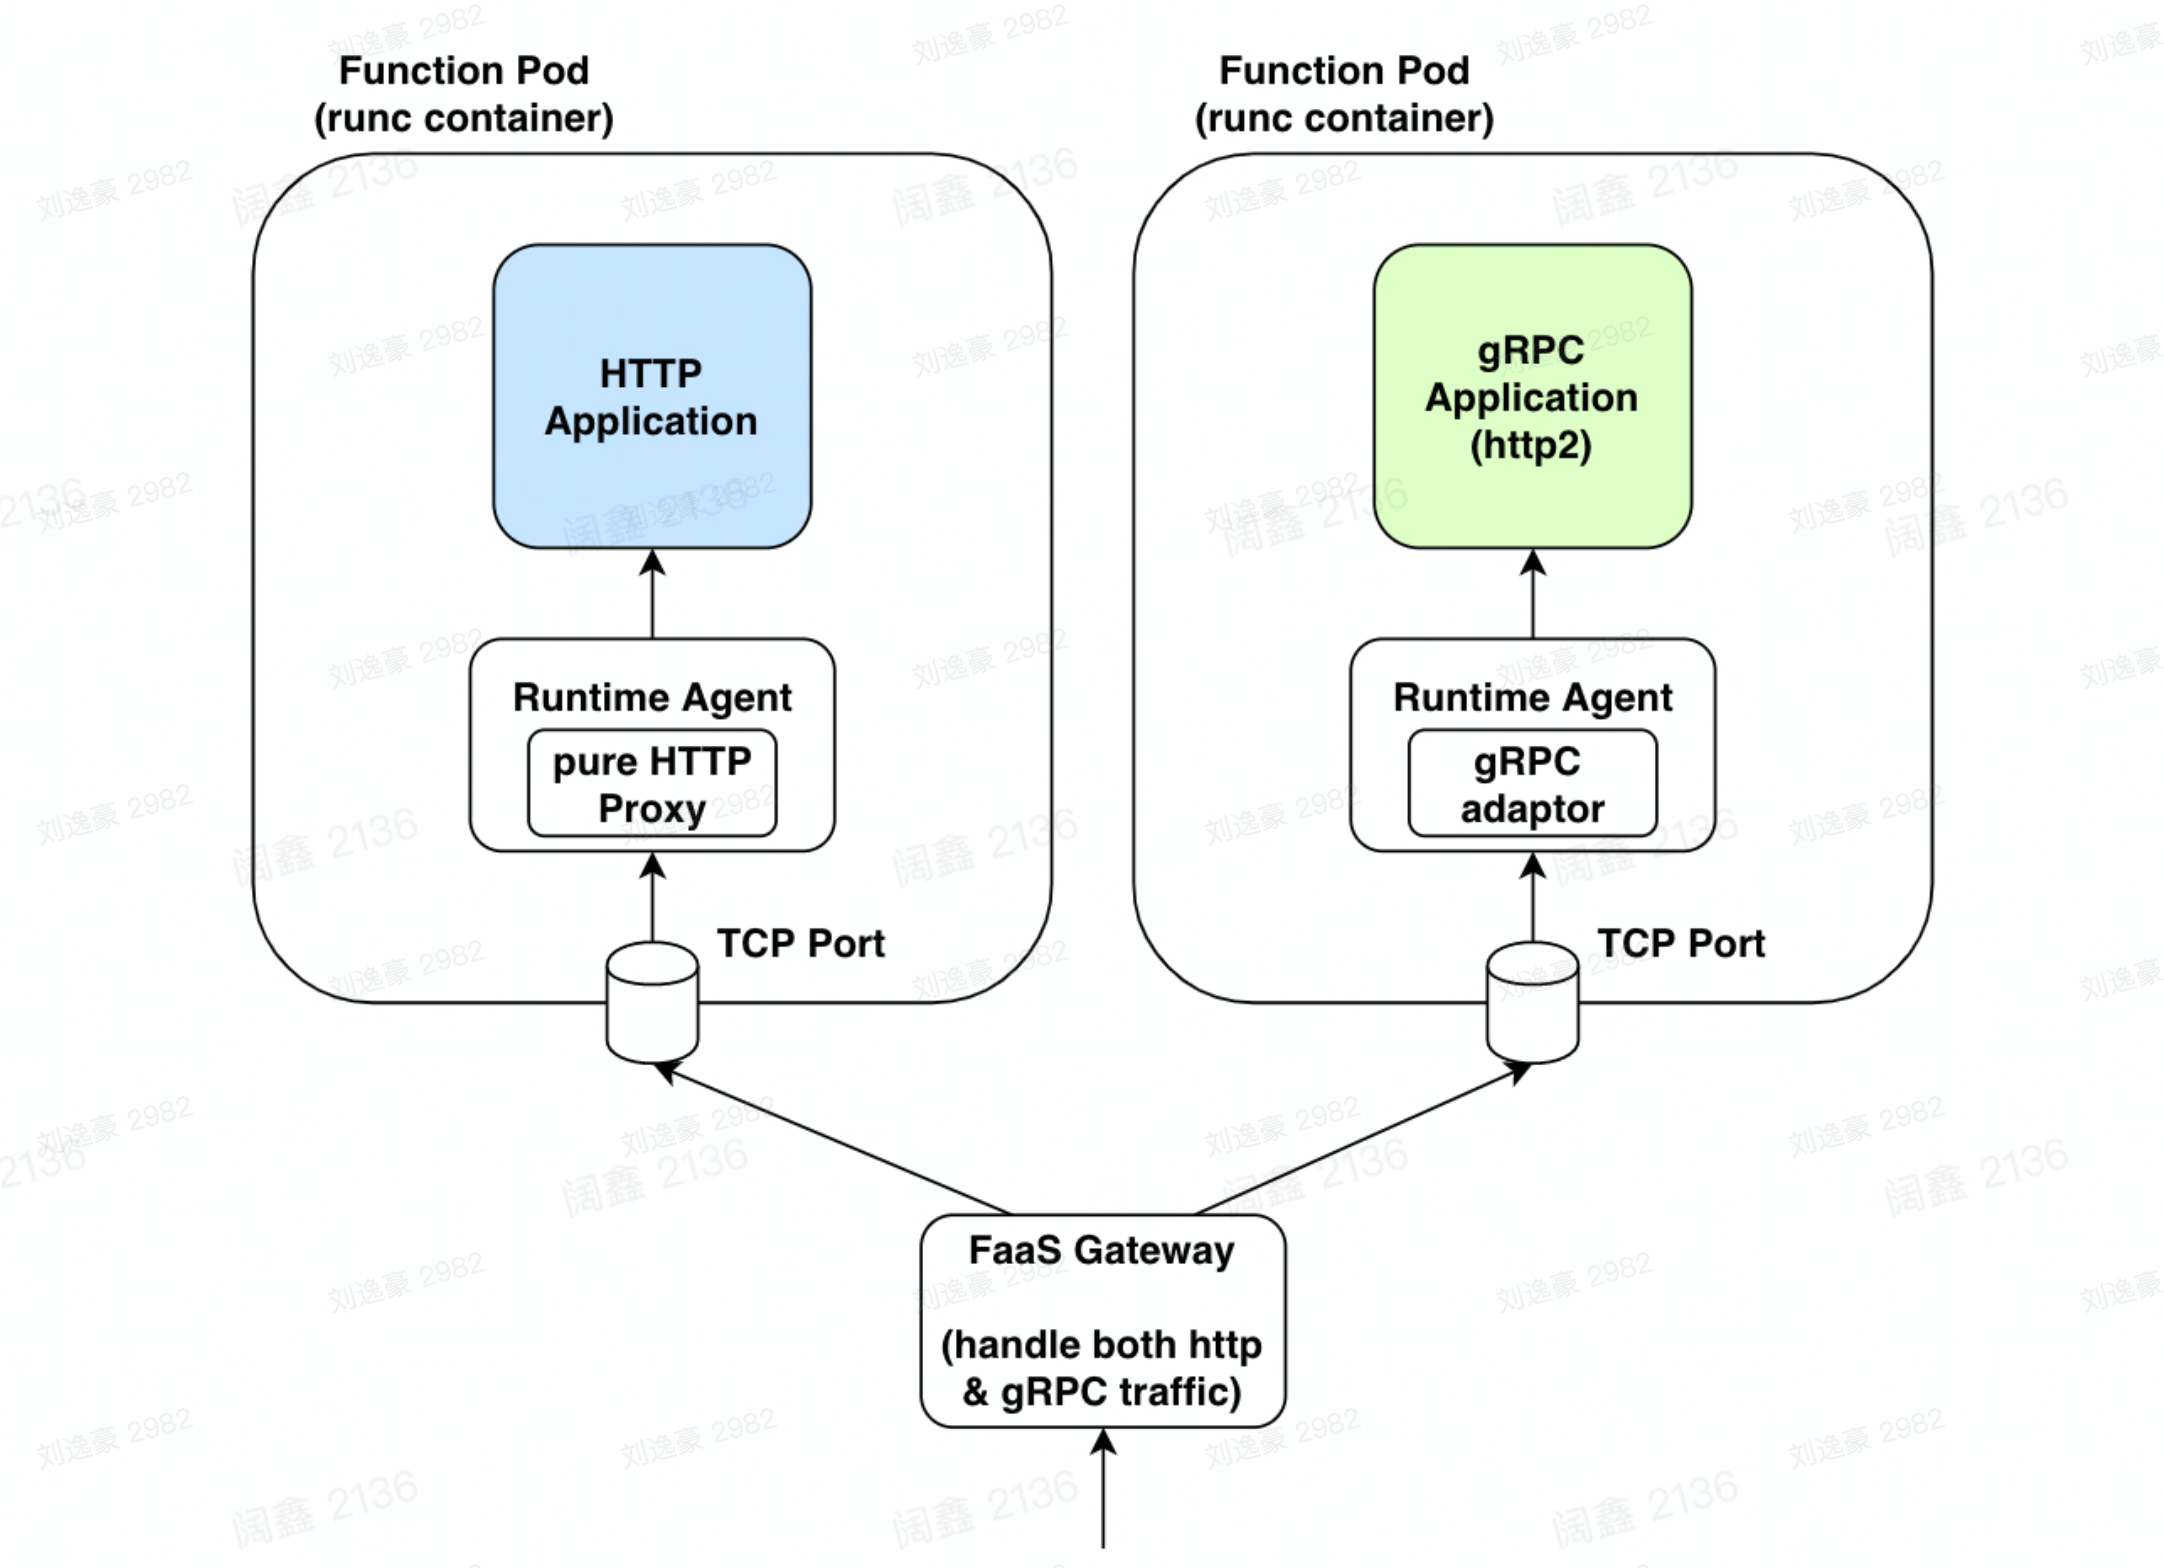 Function Pod
(runc container)
Function Pod
(runc container)
HTTP
Application
gRPC
Application
(http2)
Runtime Agent
pure HTTP
Proxy
Runtime Agent
gRPC
adaptor
TCP Port
TCP Port
FaaS Gateway
(handle both http
& gRPC traffic)
刘逸豪 2982
阔鑫 2136